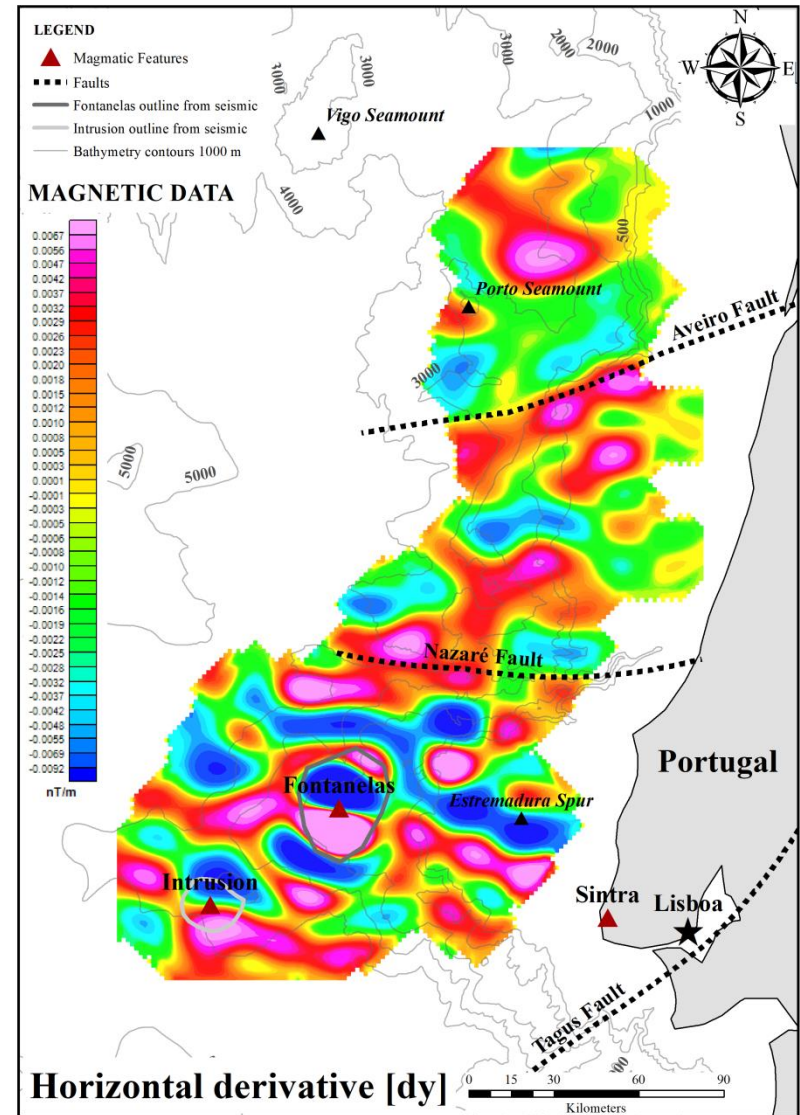 LEGEND
Magmatic Features
Faults
Fontanelas outline from seismic
Intrusion outline from seismic
Bathymetry contours 1000 m
N
W E
S
3000
3000
3000
2000
2000
1000
Vigo Seamount
4000
MAGNETIC DATA
0.0067
0.0056
0.0047
0.0042
0.0037
0.0032
0.0029
0.0026
0.0023
0.0020
0.0018
0.0015
0.0012
0.0010
0.0008
0.0005
0.0003
0.0001
-0.0001
-0.0003
-0.0005
-0.0006
-0.0008
-0.0010
-0.0012
-0.0014
-0.0016
-0.0019
-0.0022
-0.0025
-0.0028
-0.0032
-0.0037
-0.0042
-0.0048
-0.0055
-0.0069
-0.0092
nT/m
500
Porto Seamount
Aveiro Fault
3000
5000
5000
Nazaré Fault
Portugal
Fontanelas
Estremadura Spur
Intrusion
Sintra
Lisboa
Tagus Fault
Horizontal derivative [dy]
0 15 23 30 60 90
Kilometers